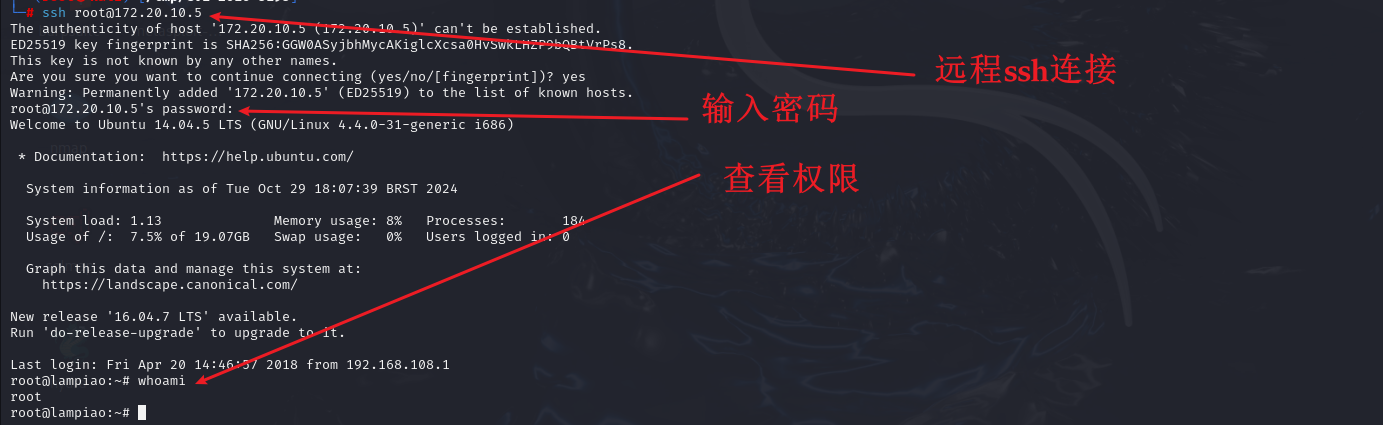 # ssh root@172.20.10.5
The authenticity of host '172.20.10.5 (172.20.10.5)' can't be established.
ED25519 key fingerprint is SHA256:GGW0ASyjbhMycAKiglcXcsa0HvSwkLHZP9bQBtVrPs8.
This key is not known by any other names.
Are you sure you want to continue connecting (yes/no/[fingerprint])? yes
远程ssh连接
Warning: Permanently added '172.20.10.5' (ED25519) to the list of known hosts.
root@172.20.10.5's password:
输入密码
Welcome to Ubuntu 14.04.5 LTS (GNU/Linux 4.4.0-31-generic i686)
* Documentation: https://help.ubuntu.com/
查看权限
System information as of Tue Oct 29 18:07:39 BRST 2024
System load: 1.13 Memory usage: 8% Processes: 184
Usage of /: 7.5% of 19.07GB Swap usage: 0% Users logged in: 0
Graph this data and manage this system at:
https://landscape.canonical.com/
New release '16.04.7 LTS' available.
Run 'do-release-upgrade' to upgrade to it.
Last login: Fri Apr 20 14:46:57 2018 from 192.168.108.1
root@lampiao:~# whoami
root
root@lampiao:~#